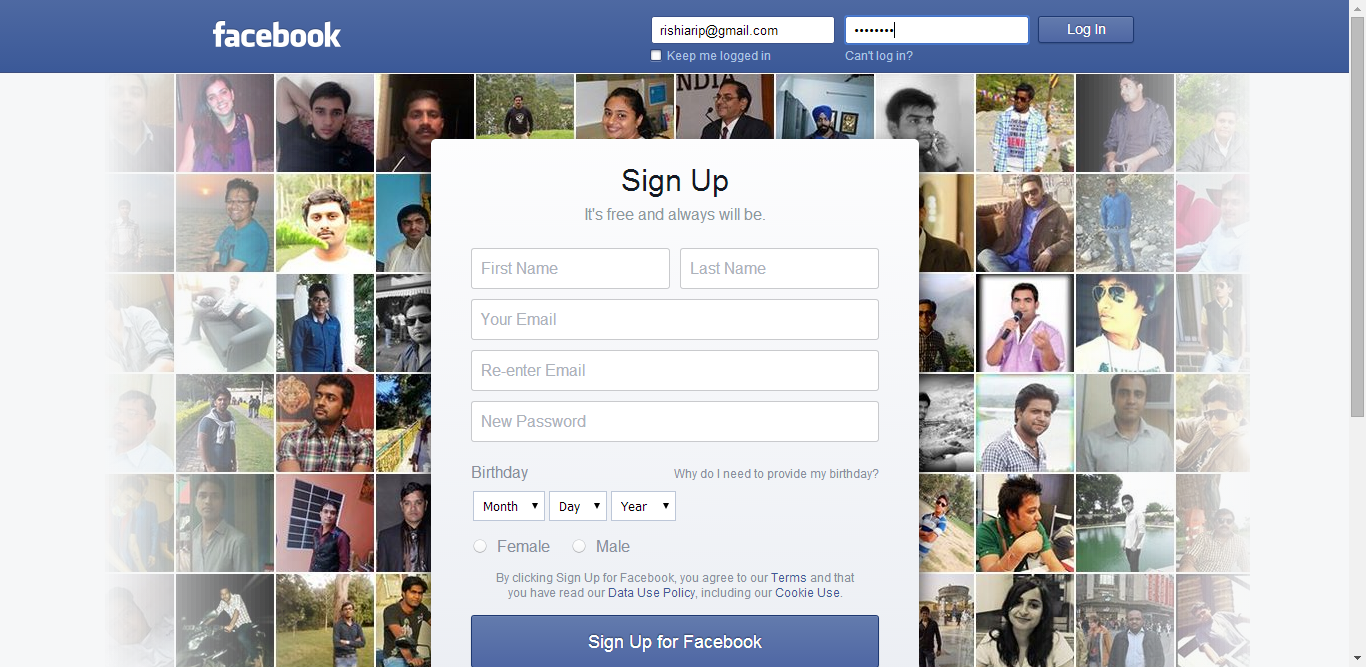 facebook
rishiarip@gmail.com
••••••••
Log In
Keep me logged in
Can't log in?
NDIA
Sign Up
It's free and always will be.
First Name
Last Name
Your Email
Re-enter Email
New Password
Birthday
Why do I need to provide my birthday?
Month
Day
Year
Female
Male
By clicking Sign Up for Facebook, you agree to our Terms and that
you have read our Data Use Policy, including our Cookie Use.
Sign Up for Facebook